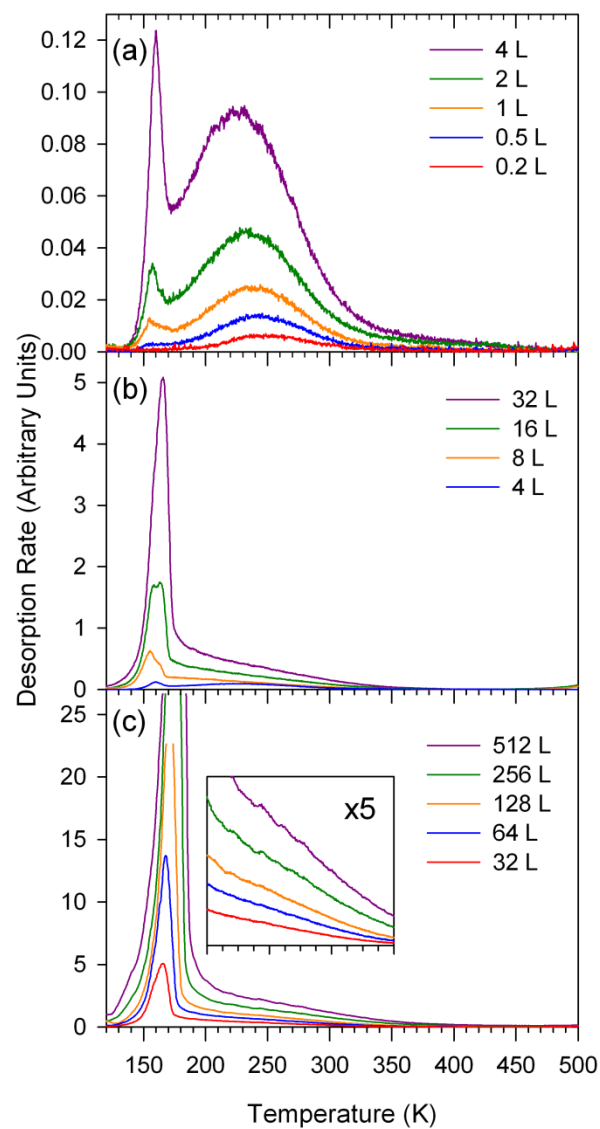 (a)
0.12
0.10
0.08
0.06
0.04
0.02
0.00
4 L
2 L
1 L
0.5 L
0.2 L
Desorption Rate (Arbitrary Units)
(b)
5
4
3
2
1
0
32 L
16 L
8 L
4 L
(c)
25
20
15
10
5
0
x5
512 L
256 L
128 L
64 L
32 L
150 200 250 300 350 400 450 500
Temperature (K)